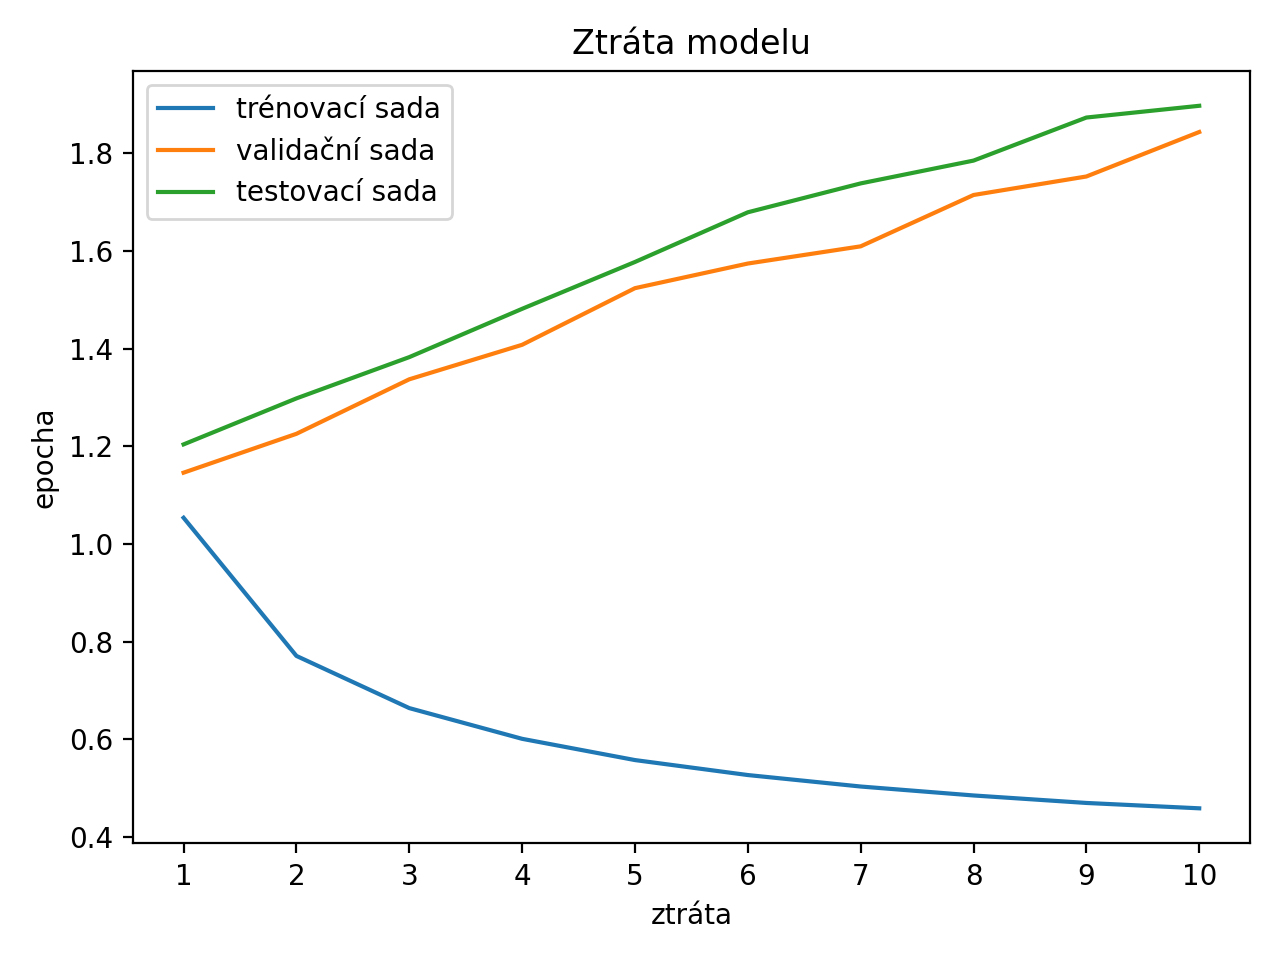 Ztráta modelu
trénovací sada
validační sada
testovací sada
epocha
1.8
1.6
1.4
1.2
1.0
0.8
0.6
0.4
1 2 3 4 5 6 7 8 9 10
ztráta